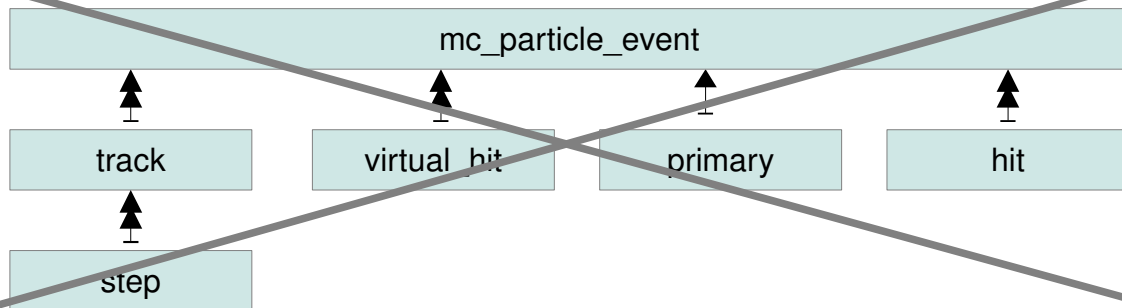 mc_particle_event
track
virtual_hit
primary
hit
step